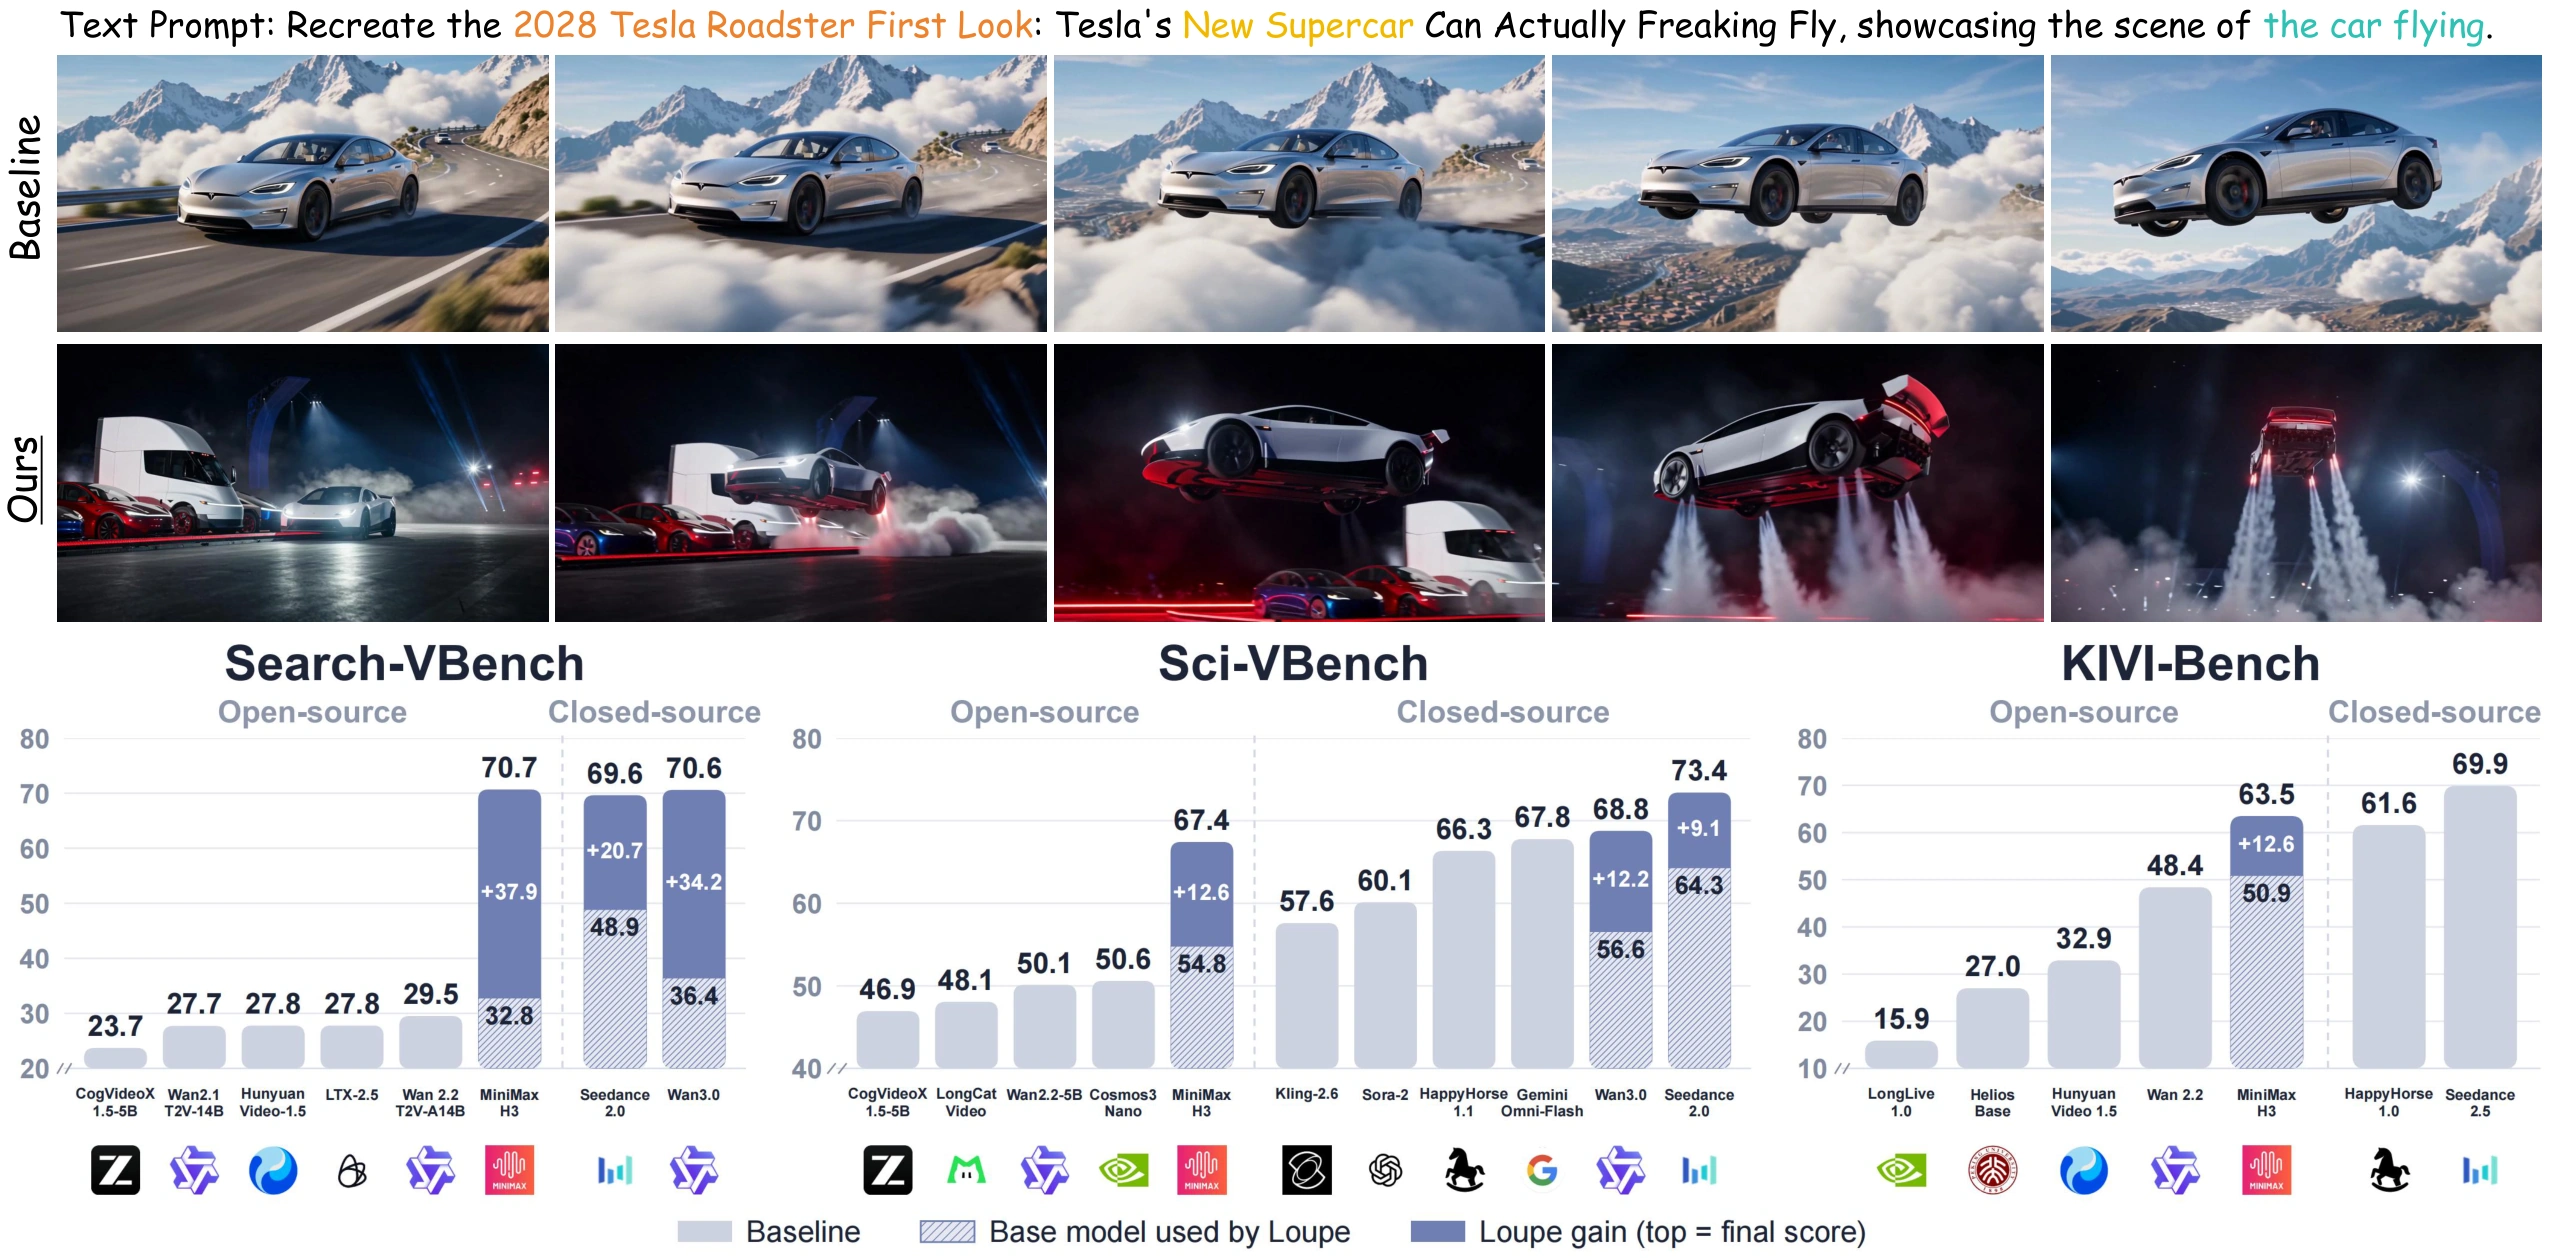 Text Prompt: Recreate the 2028 Tesla Roadster First Look: Tesla's New Supercar Can Actually Freaking Fly, showcasing the scene of the car flying.
Baseline
Ours
Search-VBench
Open-source
Closed-source
80
70
60
50
40
30
20
23.7
27.7
27.8
27.8
29.5
70.7
+37.9
32.8
69.6
+20.7
48.9
70.6
+34.2
36.4
CogVideoX
1.5-5B
Wan2.1
T2V-14B
Hunyuan
Video-1.5
LTX-2.5
Wan 2.2
T2V-A14B
MiniMax
H3
Seedance
2.0
Wan3.0
MINIMAX
Sci-VBench
Open-source
Closed-source
80
70
60
50
40
46.9
48.1
50.1
50.6
67.4
+12.6
54.8
57.6
60.1
66.3
67.8
68.8
+12.2
56.6
73.4
+9.1
64.3
CogVideoX
1.5-5B
LongCat
Video
Wan2.2-5B
Cosmos3
Nano
MiniMax
H3
Kling-2.6
Sora-2
HappyHorse
1.1
Gemini
Omni-Flash
Wan3.0
Seedance
2.0
MINIMAX
KIVI-Bench
Open-source
Closed-source
80
70
60
50
40
30
20
10
15.9
27.0
32.9
48.4
63.5
+12.6
50.9
61.6
69.9
LongLive
1.0
Helios
Base
Hunyuan
Video 1.5
Wan 2.2
MiniMax
H3
HappyHorse
1.0
Seedance
2.5
MINIMAX
Baseline
Base model used by Loupe
Loupe gain (top = final score)